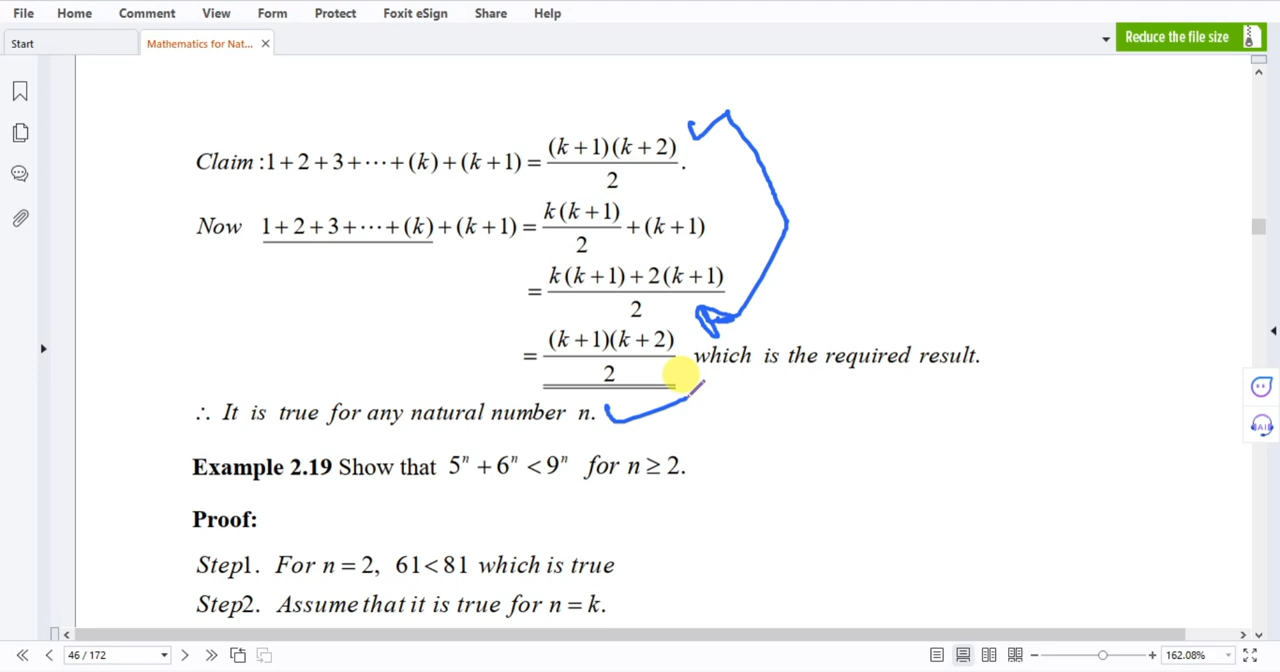 File Home Comment View Form Protect Foxit eSign Share Help
Start
Mathematics for Nat...
Reduce the file size
Claim :1+2+3+⋯+(k)+(k+1)= (k+1)(k+2)/2.
Now 1+2+3+⋯+(k)+(k+1)= k(k+1)/2 +(k+1)
= k(k+1)+2(k+1)/2
= (k+1)(k+2)/2 which is the required result.
∴ It is true for any natural number n.
Example 2.19 Show that 5ⁿ + 6ⁿ < 9ⁿ for n ≥ 2.
Proof:
Step1. For n = 2, 61< 81 which is true
Step2. Assume that it is true for n = k.
46 / 172
162.08%
AI